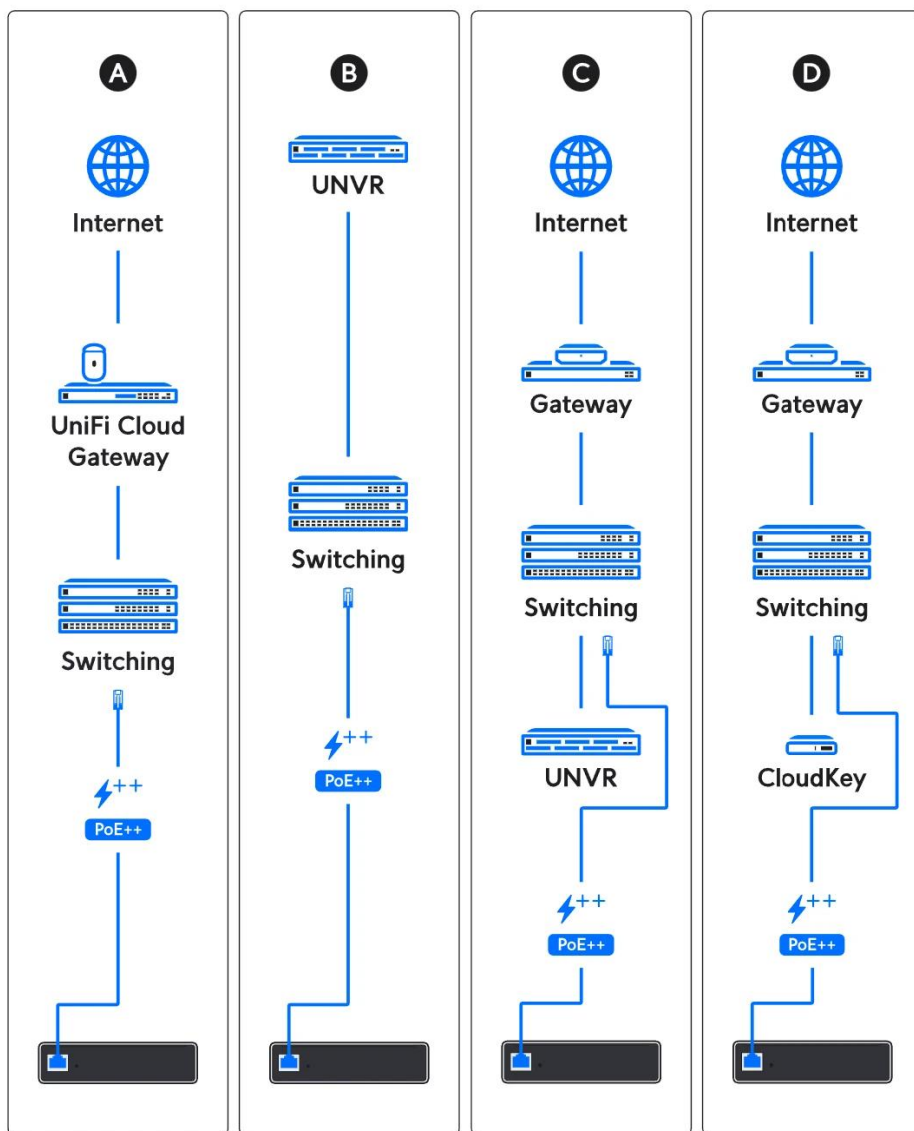 A
Internet
UniFi Cloud
Gateway
Switching
++
PoE++
B
UNVR
Switching
++
PoE++
C
Internet
Gateway
Switching
UNVR
++
PoE++
D
Internet
Gateway
Switching
CloudKey
++
PoE++